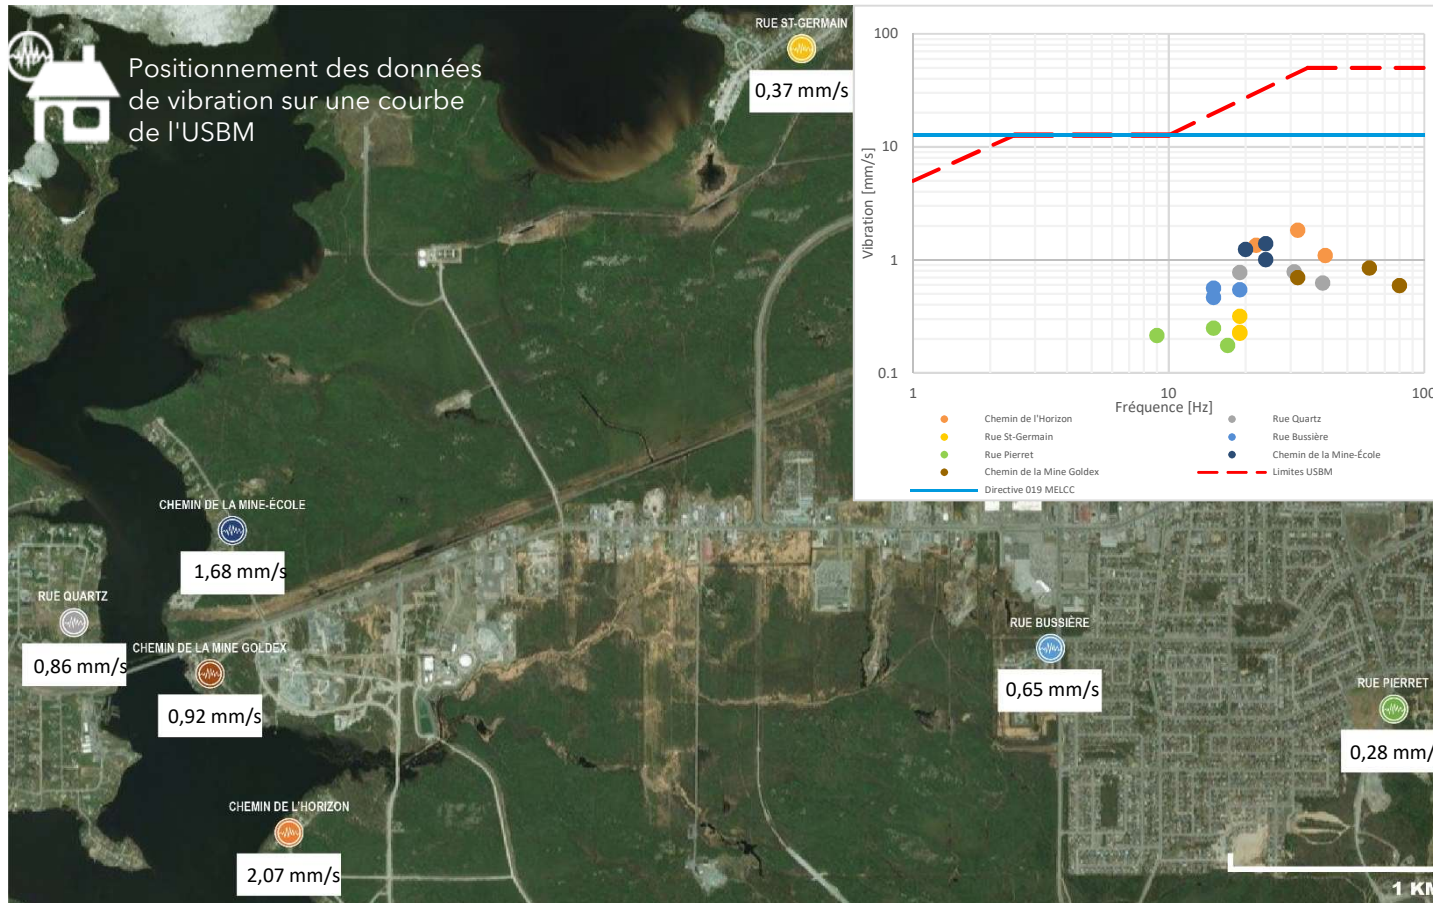 Positionnement des données
de vibration sur une courbe
de l'USBM
RUE ST-GERMAIN
0,37 mm/s
CHEMIN DE LA MINE-ÉCOLE
1,68 mm/s
RUE QUARTZ
0,86 mm/s
CHEMIN DE LA MINE GOLDEX
0,92 mm/s
CHEMIN DE L'HORIZON
2,07 mm/s
RUE BUSSIÈRE
0,65 mm/s
RUE PIERRET
0,28 mm/
1 KM
Vibration [mm/s]
100
10
1
0.1
1
10
100
Fréquence [Hz]
Chemin de l'Horizon
Rue Quartz
Rue St-Germain
Rue Bussière
Rue Pierret
Chemin de la Mine-École
Chemin de la Mine Goldex
Limites USBM
Directive 019 MELCC